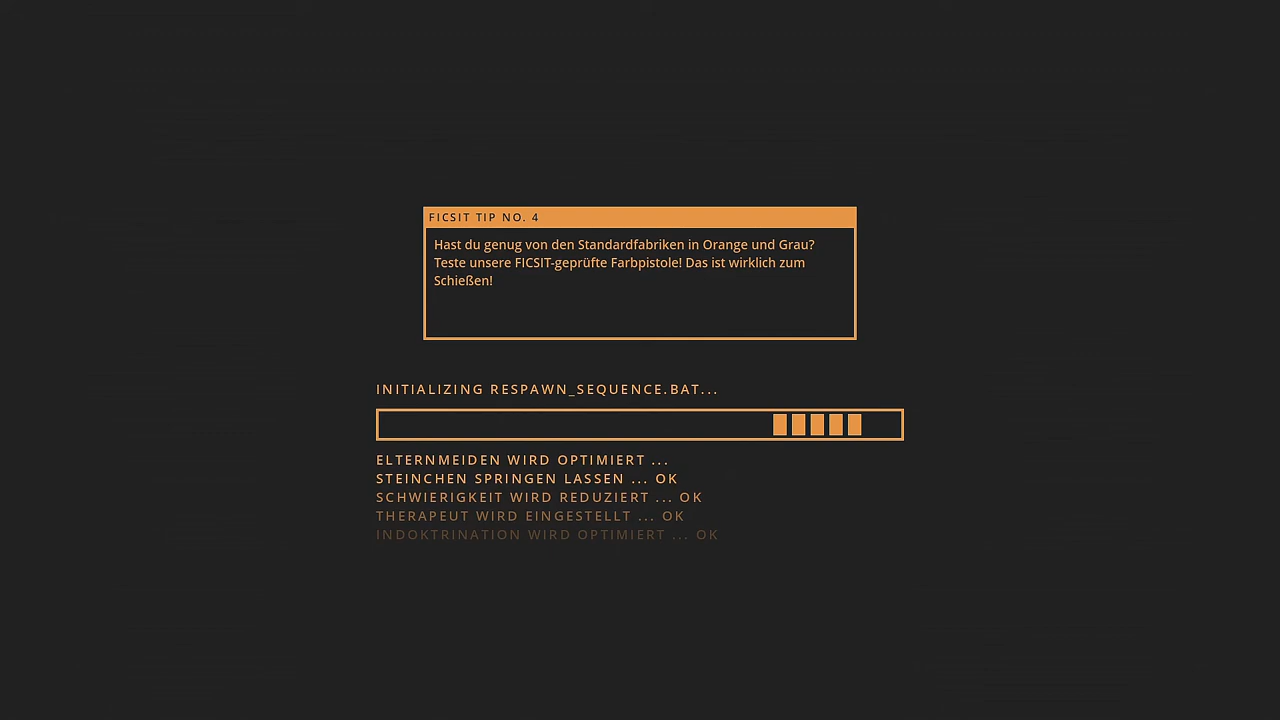 FICSIT TIP NO. 4
Hast du genug von den Standardfabriken in Orange und Grau?
Teste unsere FICSIT-geprüfte Farbpistole! Das ist wirklich zum
Schießen!
INITIALIZING RESPAWN_SEQUENCE.BAT...
ELTERNMEIDEN WIRD OPTIMIERT ...
STEINCHEN SPRINGEN LASSEN ... OK
SCHWIERIGKEIT WIRD REDUZIERT ... OK
THERAPEUT WIRD EINGESTELLT ... OK
INDOKTRINATION WIRD OPTIMIERT ... OK